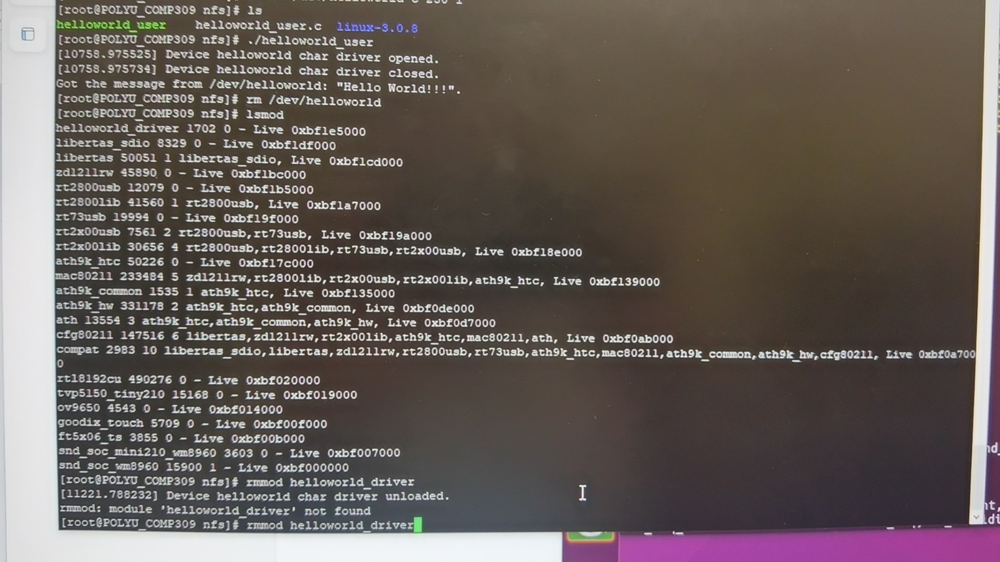 [root@POLYU_COMP309 nfs]# ls
helloworld_user helloworld_user.c linux-3.0.8
[root@POLYU_COMP309 nfs]# ./helloworld_user
[10758.975525] Device helloworld char driver opened.
[10758.975734] Device helloworld char driver closed.
Got the message from /dev/helloworld: "Hello World!!!".
[root@POLYU_COMP309 nfs]# rm /dev/helloworld
[root@POLYU_COMP309 nfs]# lsmod
helloworld_driver 1702 0 - Live 0xbf1e5000
libertas_sdio 8329 0 - Live 0xbf1df000
libertas 50051 1 libertas_sdio, Live 0xbf1cd000
zd1211rw 45890 0 - Live 0xbf1bc000
rt2800usb 12079 0 - Live 0xbf1b5000
rt2800lib 41560 1 rt2800usb, Live 0xbf1a7000
rt73usb 19994 0 - Live 0xbf19f000
rt2x00usb 7561 2 rt2800usb,rt73usb, Live 0xbf19a000
rt2x00lib 30656 4 rt2800usb,rt2800lib,rt73usb,rt2x00usb, Live 0xbf18e000
ath9k_htc 50226 0 - Live 0xbf17c000
mac80211 233484 5 zd1211rw,rt2800lib,rt2x00usb,rt2x00lib,ath9k_htc, Live 0xbf139000
ath9k_common 1535 1 ath9k_htc, Live 0xbf135000
ath9k_hw 331178 2 ath9k_htc,ath9k_common, Live 0xbf0de000
ath 13554 3 ath9k_htc,ath9k_common,ath9k_hw, Live 0xbf0d7000
cfg80211 147516 6 libertas,zd1211rw,rt2x00lib,ath9k_htc,mac80211,ath, Live 0xbf0ab000
compat 2983 10 libertas_sdio,libertas,zd1211rw,rt2800usb,rt73usb,ath9k_htc,mac80211,ath9k_common,ath9k_hw,cfg80211, Live 0xbf0a700
0
rtl8192cu 490276 0 - Live 0xbf020000
tvp5150_tiny210 15168 0 - Live 0xbf019000
ov9650 4543 0 - Live 0xbf014000
goodix_touch 5709 0 - Live 0xbf00f000
ft5x06_ts 3855 0 - Live 0xbf00b000
snd_soc_mini210_wm8960 3603 0 - Live 0xbf007000
snd_soc_wm8960 15900 1 - Live 0xbf000000
[root@POLYU_COMP309 nfs]# rmmod helloworld_driver
[11221.788232] Device helloworld char driver unloaded.
rmmod: module 'helloworld_driver' not found
[root@POLYU_COMP309 nfs]# rmmod helloworld_driver